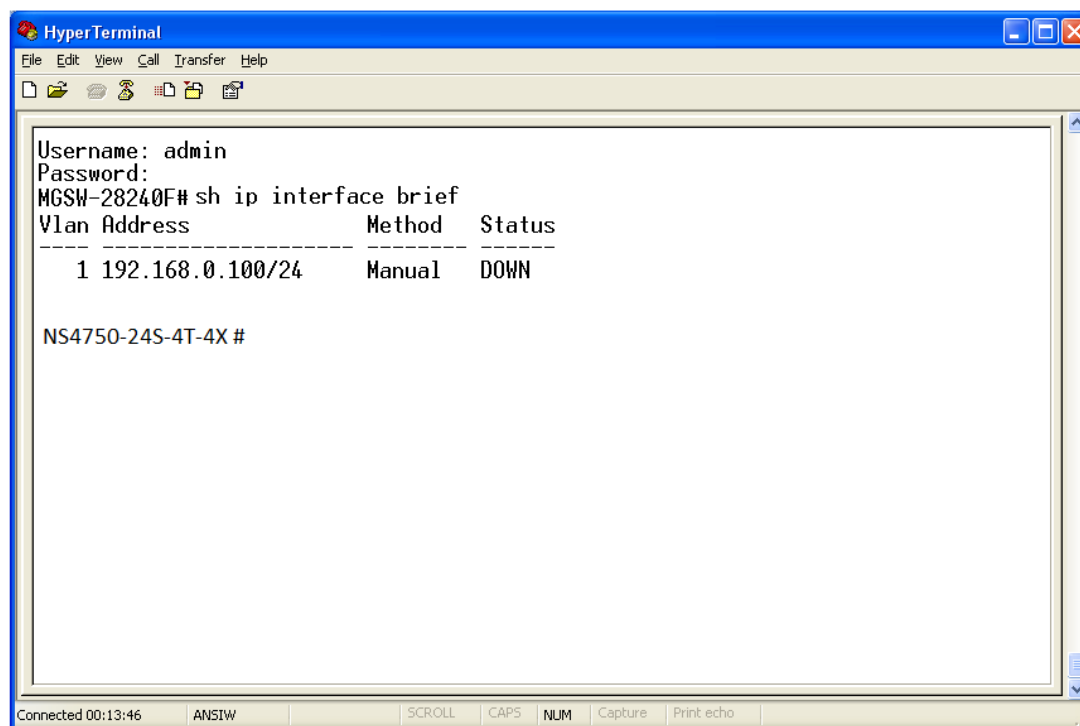 HyperTerminal
File Edit View Call Transfer Help
Username: admin
Password:
MGSW-28240F# sh ip interface brief
Vlan Address Method Status
---- -------------------- -------- ------
1 192.168.0.100/24 Manual DOWN
NS4750-24S-4T-4X #
Connected 00:13:46 ANSIW SCROLL CAPS NUM Capture Print echo